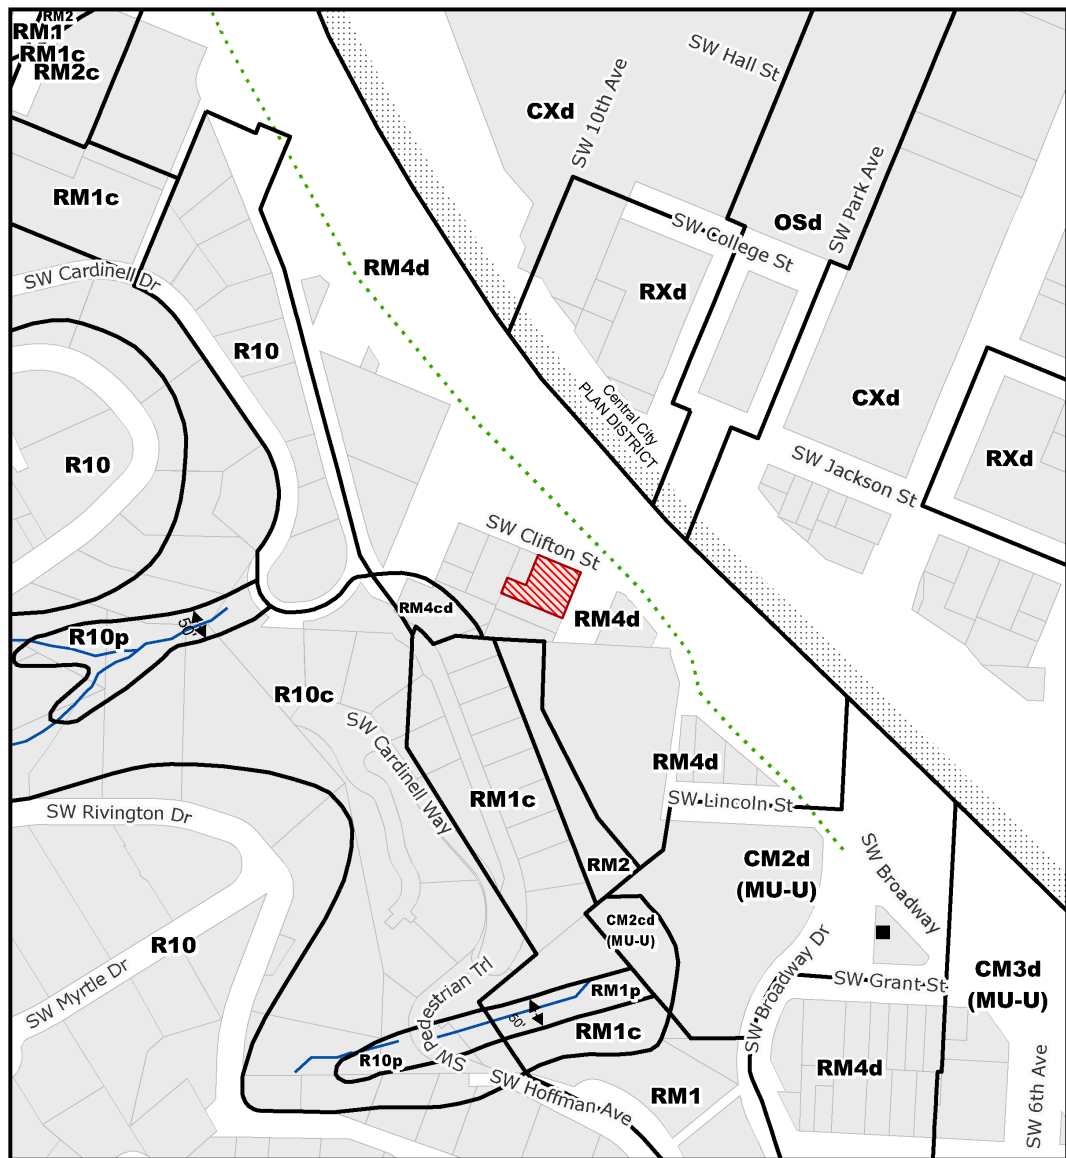 RM2
RM1
RM1c
RM2c
SW Hall St
CXd
SW 10th Ave
SW Park Ave
RM1c
OSd
SW College St
SW Cardinell Dr
RM4d
RXd
R10
Central City
PLAN DISTRICT
CXd
R10
SW Jackson St
RXd
SW Clifton St
RM4cd
RM4d
50'
R10p
R10c
SW Cardinell Way
RM4d
RM1c
SW Lincoln St
SW Rivington Dr
RM2
CM2d
(MU-U)
SW Broadway
CM2cd
(MU-U)
R10
SW Broadway Dr
CM3d
(MU-U)
SW Grant St
SW Myrtle Dr
SW Pedestrian Trl
SW
RM1p
60'
RM1c
R10p
RM4d
SW Hoffman Ave
RM1
SW 6th Ave